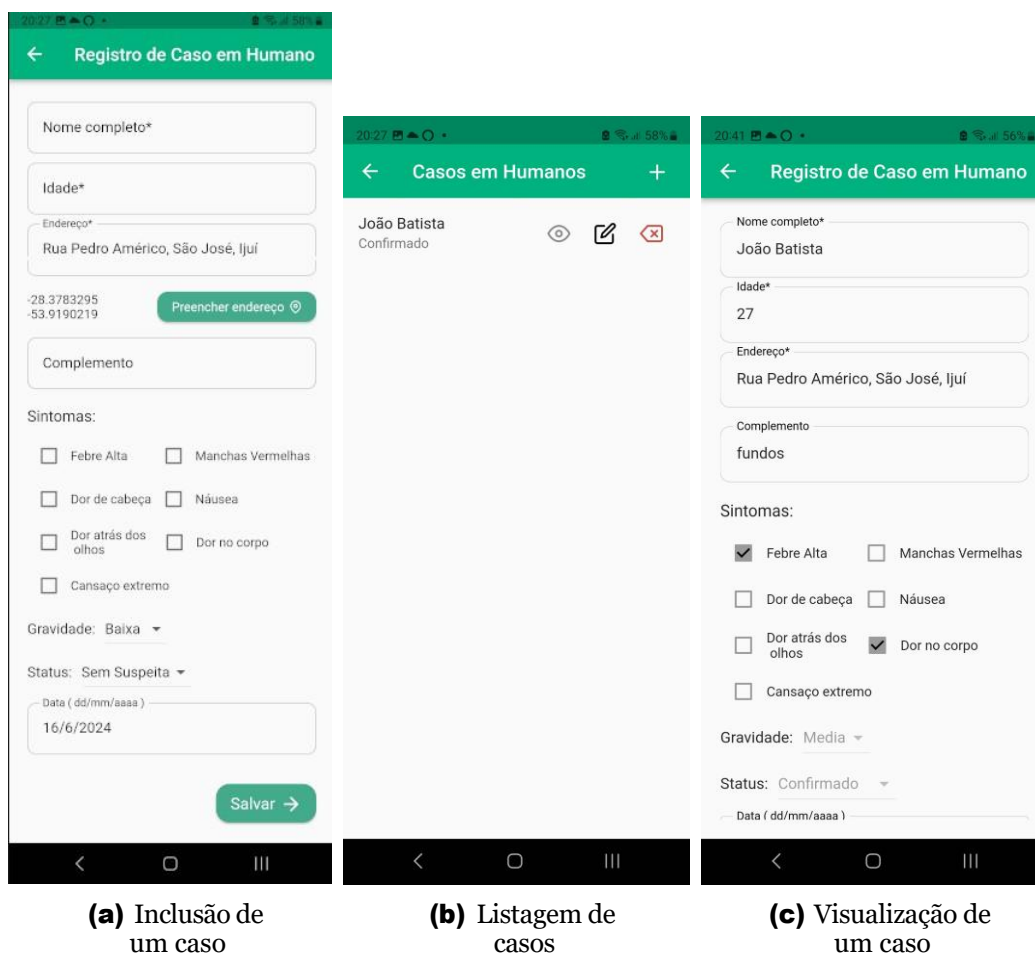 20:27
58%
Registro de Caso em Humano
Nome completo*
Idade*
Endereço*
Rua Pedro Américo, São José, Ijuí
-28.3783295
-53.9190219
Preencher endereço
Complemento
Sintomas:
Febre Alta
Manchas Vermelhas
Dor de cabeça
Náusea
Dor atrás dos
olhos
Dor no corpo
Cansaço extremo
Gravidade: Baixa
Status: Sem Suspeita
Data ( dd/mm/aaaa )
16/6/2024
Salvar
(a) Inclusão de
um caso
20:27
58%
Casos em Humanos
João Batista
Confirmado
(b) Listagem de
casos
20:41
56%
Registro de Caso em Humano
Nome completo*
João Batista
Idade*
27
Endereço*
Rua Pedro Américo, São José, Ijuí
Complemento
fundos
Sintomas:
Febre Alta
Manchas Vermelhas
Dor de cabeça
Náusea
Dor atrás dos
olhos
Dor no corpo
Cansaço extremo
Gravidade: Media
Status: Confirmado
Data ( dd/mm/aaaa )
(c) Visualização de
um caso